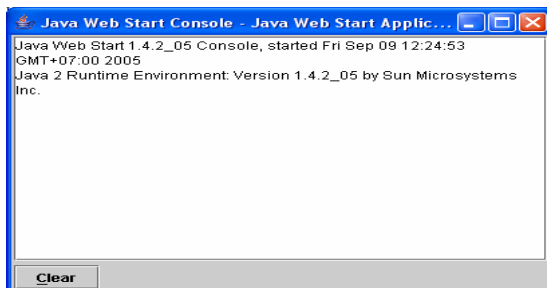 Java Web Start Console - Java Web Start Applic...
Java Web Start 1.4.2_05 Console, started Fri Sep 09 12:24:53
GMT+07:00 2005
Java 2 Runtime Environment: Version 1.4.2_05 by Sun Microsystems
Inc.
Clear